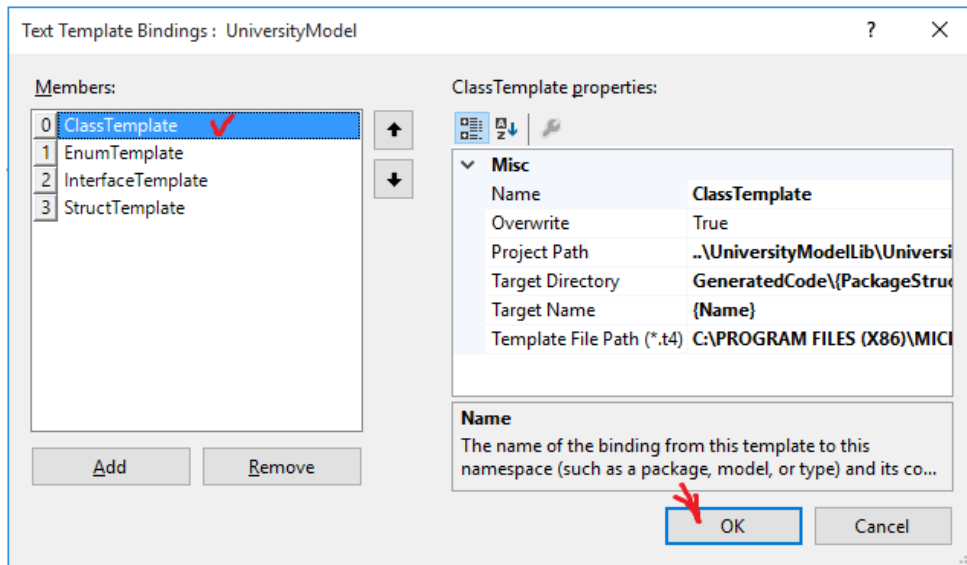 Text Template Bindings : UniversityModel ?
Members:
0 ClassTemplate
1 EnumTemplate
2 InterfaceTemplate
3 StructTemplate
Add Remove
ClassTemplate properties:
Misc
Name ClassTemplate
Overwrite True
Project Path ..\UniversityModelLib\Universi
Target Directory GeneratedCode\{PackageStruc
Target Name {Name}
Template File Path (*.t4) C:\PROGRAM FILES (X86)\MICI
Name
The name of the binding from this template to this
namespace (such as a package, model, or type) and its co...
OK Cancel